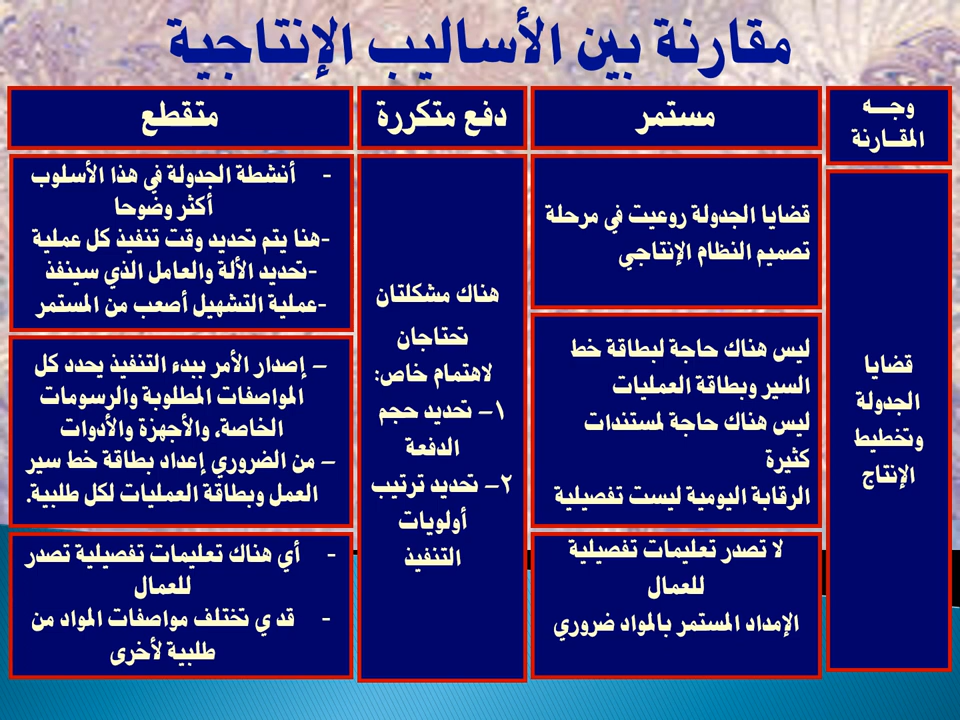 مقارنة بين الأساليب الإنتاجية
وجـــه
المقــارنة
مستمر
دفع متكررة
متقطع
قضايا
الجدولة
وتخطيط
الإنتاج
قضايا الجدولة روعيت في مرحلة
تصميم النظام الإنتاجي
ليس هناك حاجة لبطاقة خط
السير وبطاقة العمليات
ليس هناك حاجة لمستندات
كثيرة
الرقابة اليومية ليست تفصيلية
لا تصدر تعليمات تفصيلية
للعمال
الإمداد المستمر بالمواد ضروري
هناك مشكلتان
تحتاجان
لاهتمام خاص:
١- تحديد حجم
الدفعة
٢- تحديد ترتيب
أولويات
التنفيذ
- أنشطة الجدولة في هذا الأسلوب
أكثر وضوحا
-هنا يتم تحديد وقت تنفيذ كل عملية
-تحديد الألة والعامل الذي سينفذ
-عملية التشهيل أصعب من المستمر
– إصدار الأمر ببدء التنفيذ يحدد كل
المواصفات المطلوبة والرسومات
الخاصة، والأجهزة والأدوات
– من الضروري إعداد بطاقة خط سير
العمل وبطاقة العمليات لكل طلبية.
- أي هناك تعليمات تفصيلية تصدر
للعمال
- قد ي تختلف مواصفات المواد من
طلبية لأخرى